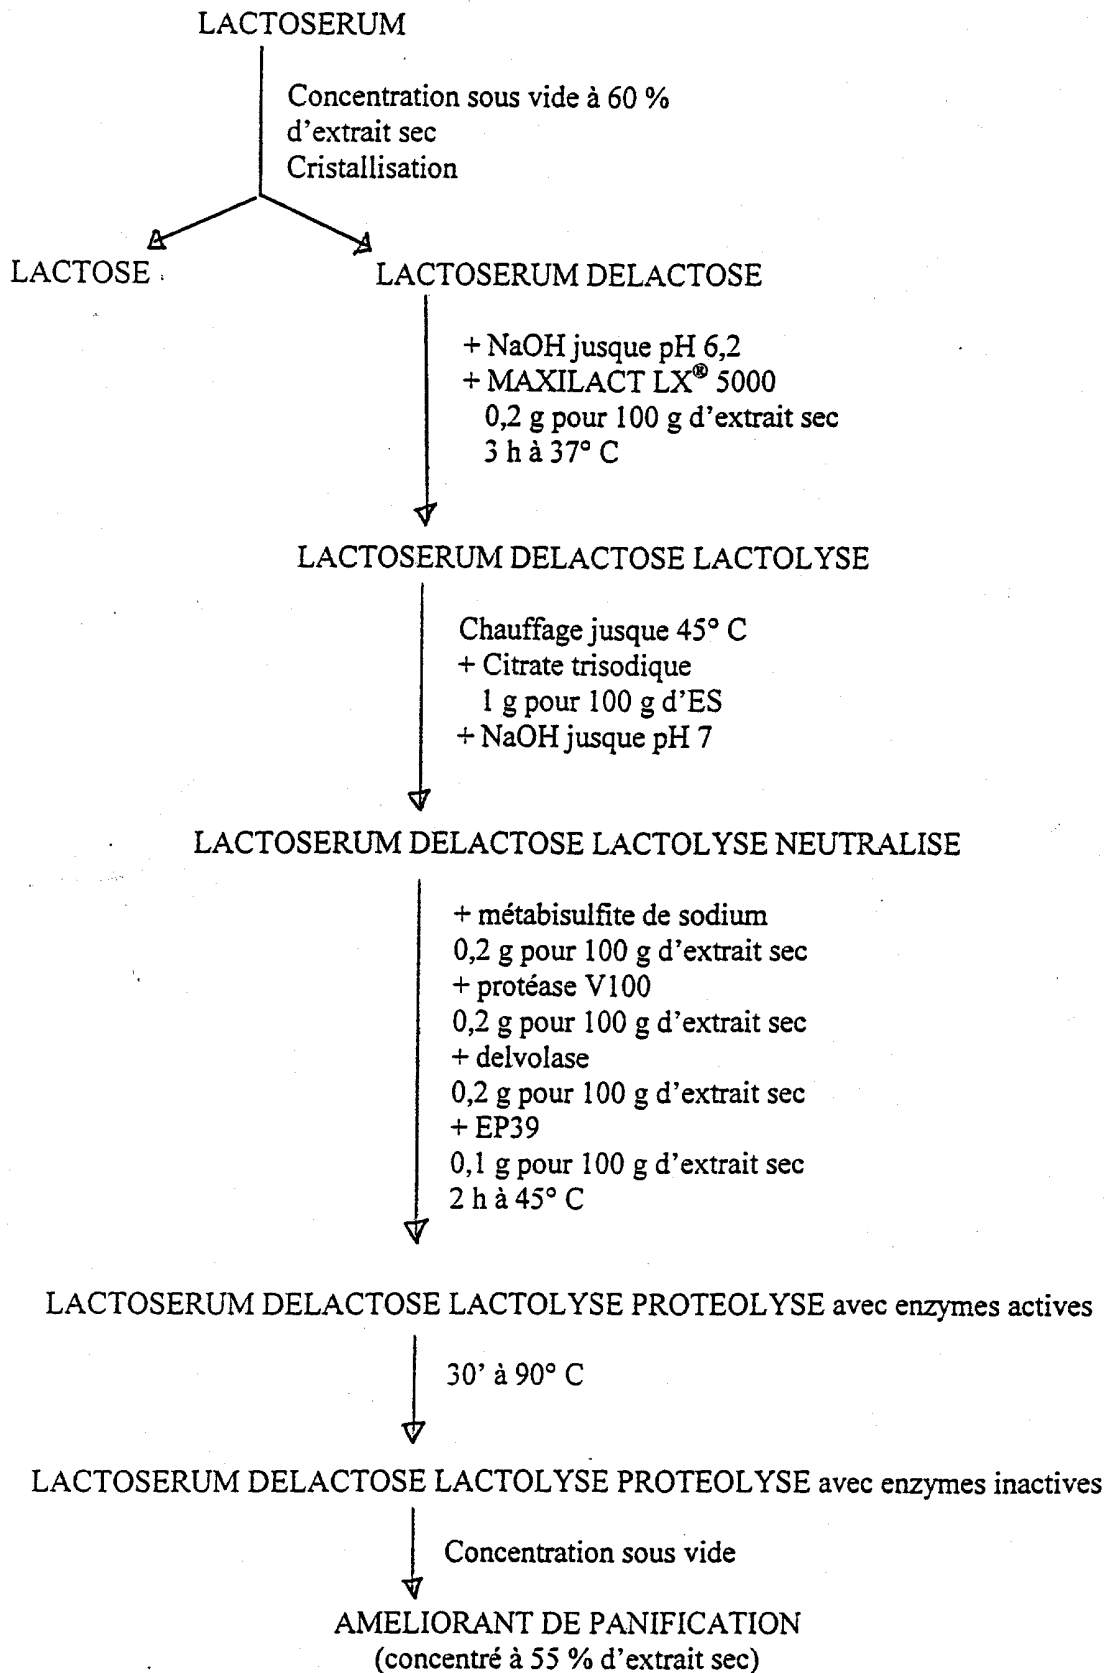 LACTOSERUM
Concentration sous vide à 60 %
d'extrait sec
Cristallisation
LACTOSE
LACTOSERUM DELACTOSE
+ NaOH jusque pH 6,2
+ MAXILACT LX® 5000
0,2 g pour 100 g d'extrait sec
3 h à 37° C
LACTOSERUM DELACTOSE LACTOLYSE
Chauffage jusque 45° C
+ Citrate trisodique
1 g pour 100 g d'ES
+ NaOH jusque pH 7
LACTOSERUM DELACTOSE LACTOLYSE NEUTRALISE
+ métabisulfite de sodium
0,2 g pour 100 g d'extrait sec
+ protéase V100
0,2 g pour 100 g d'extrait sec
+ delvolase
0,2 g pour 100 g d'extrait sec
+ EP39
0,1 g pour 100 g d'extrait sec
2 h à 45° C
LACTOSERUM DELACTOSE LACTOLYSE PROTEOLYSE avec enzymes actives
30' à 90° C
LACTOSERUM DELACTOSE LACTOLYSE PROTEOLYSE avec enzymes inactives
Concentration sous vide
AMELIORANT DE PANIFICATION
(concentré à 55 % d'extrait sec)